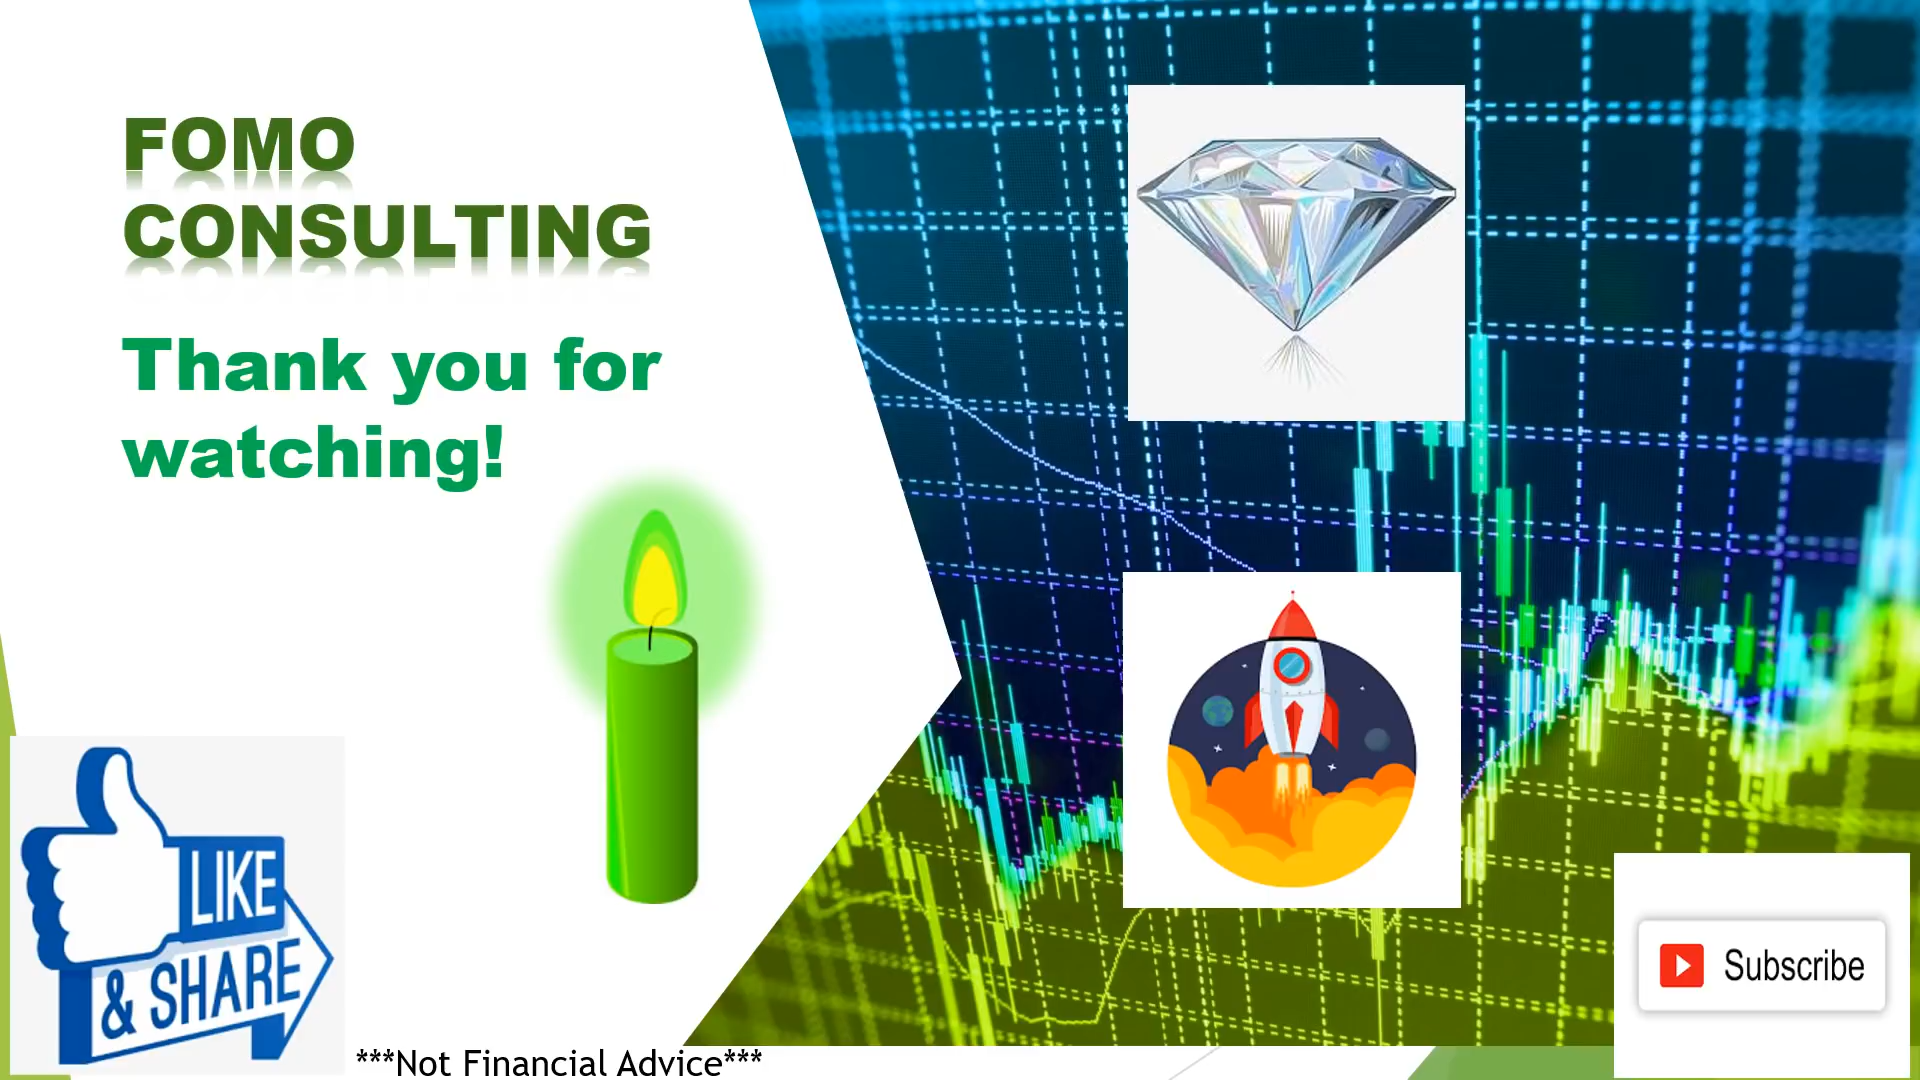 FOMO
CONSULTING
Thank you for
watching!
LIKE
& SHARE
***Not Financial Advice***
Subscribe